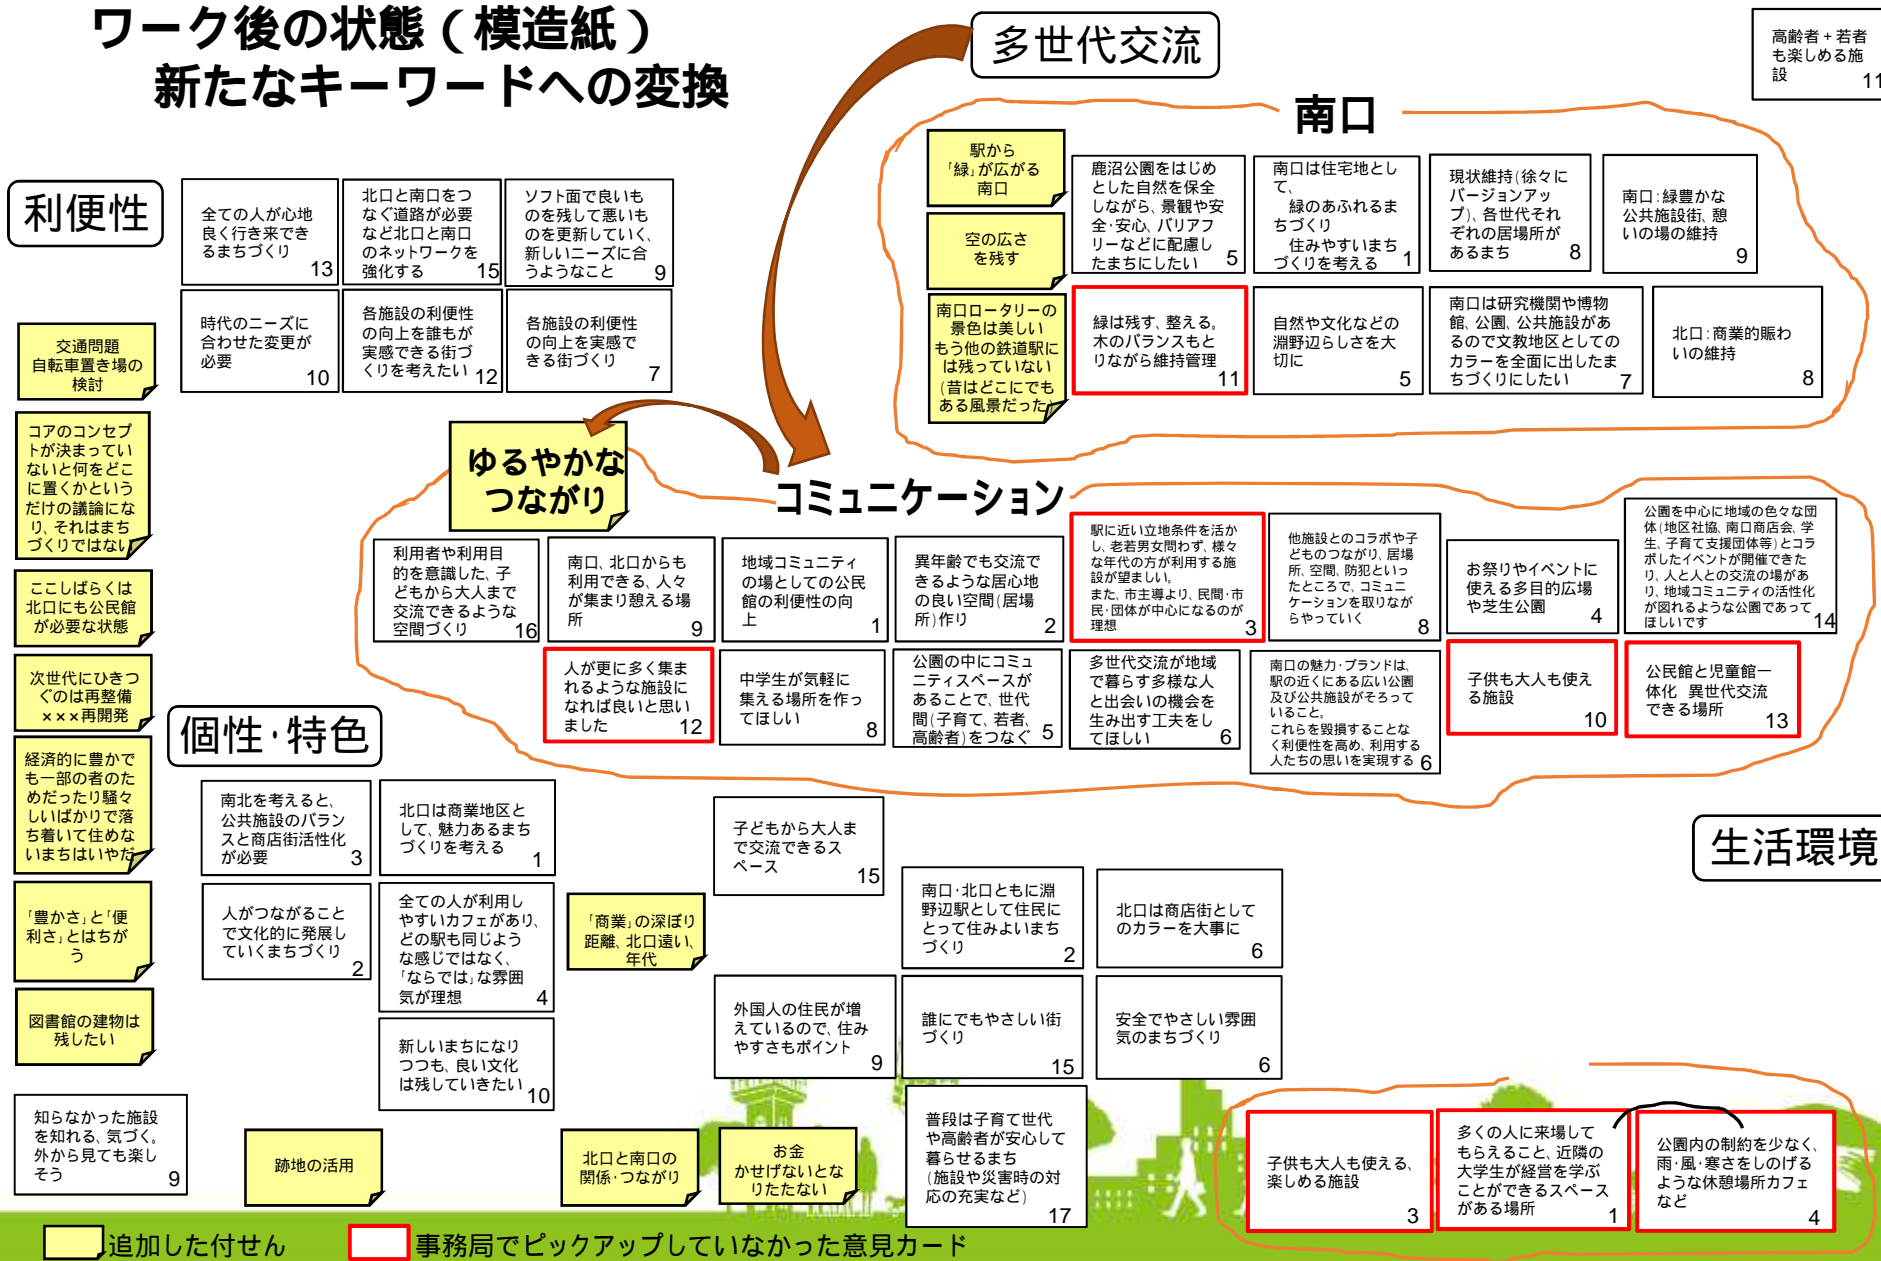 ワーク後の状態(模造紙)
新たなキーワードへの変換
多世代交流
高齢者+若者
も楽しめる施
設
11
南口
駅から
「緑」が広がる
南口
空の広さ
を残す
南口ロータリーの
景色は美しい
もう他の鉄道駅に
は残っていない
(昔はどこにでも
ある風景だった)
鹿沼公園をはじめ
とした自然を保全
しながら、景観や安
全・安心、バリアフ
リーなどに配慮し
たまちにしたい
5
南口は住宅地とし
て、
緑のあふれるま
ちづくり
住みやすいまち
づくりを考える
1
現状維持(徐々に
バージョンアッ
プ)、各世代それ
ぞれの居場所が
あるまち
8
南口:緑豊かな
公共施設街、憩
いの場の維持
9
緑は残す、整える。
木のバランスもと
りながら維持管理
11
自然や文化などの
淵野辺らしさを大
切に
5
南口は研究機関や博物
館、公園、公共施設があ
るので文教地区としての
カラーを全面に出したま
ちづくりにしたい
7
北口:商業的賑わ
いの維持
8
利便性
全ての人が心地
良く行き来でき
るまちづくり
13
北口と南口をつ
なぐ道路が必要
など北口と南口
のネットワークを
強化する
15
ソフト面で良いも
のを残して悪いも
のを更新していく、
新しいニーズに合
うようなこと
9
時代のニーズに
合わせた変更が
必要
10
各施設の利便性
の向上を誰もが
実感できる街づ
くりを考えたい
12
各施設の利便性
の向上を実感で
きる街づくり
7
交通問題
自転車置き場の
検討
コアのコンセプ
トが決まってい
ないと何をどこ
に置くかという
だけの議論にな
り、それはまち
づくりではない
ここしばらくは
北口にも公民館
が必要な状態
次世代にひきつ
ぐのは再整備
×××再開発
経済的に豊かで
も一部の者のた
めだったり騒々
しいばかりで落
ち着いて住めな
いまちはいやだ
「豊かさ」と「便
利さ」とはちが
う
図書館の建物は
残したい
ゆるやかな
つながり
コミュニケーション
利用者や利用目
的を意識した、子
どもから大人まで
交流できるような
空間づくり
16
南口、北口からも
利用できる、人々
が集まり憩える場
所
9
地域コミュニティ
の場としての公民
館の利便性の向
上
1
異年齢でも交流で
きるような居心地
の良い空間(居場
所)作り
2
駅に近い立地条件を活か
し、老若男女問わず、様々
な年代の方が利用する施
設が望ましい。
また、市主導より、民間・市
民・団体が中心になるのが
理想
3
他施設とのコラボや子
どものつながり、居場
所、空間、防犯といっ
たところで、コミュニ
ケーションを取りなが
らやっていく
8
お祭りやイベントに
使える多目的広場
や芝生公園
4
公園を中心に地域の色々な団
体(地区社協、南口商店会、学
生、子育て支援団体等)とコラ
ボしたイベントが開催できた
り、人と人との交流の場があ
り、地域コミュニティの活性化
が図れるような公園であって
ほしいです
14
人が更に多く集ま
れるような施設に
なれば良いと思い
ました
12
中学生が気軽に
集える場所を作っ
てほしい
8
公園の中にコミュ
ニティスペースが
あることで、世代
間(子育て、若者、
高齢者)をつなぐ
5
多世代交流が地域
で暮らす多様な人
と出会いの機会を
生み出す工夫をし
てほしい
6
南口の魅力・ブランドは、
駅の近くにある広い公園
及び公共施設がそろって
いること。
これらを毀損することな
く利便性を高め、利用する
人たちの思いを実現する
6
子供も大人も使え
る施設
10
公民館と児童館一
体化 異世代交流
できる場所
13
個性・特色
南北を考えると、
公共施設のバラン
スと商店街活性化
が必要
3
北口は商業地区と
して、魅力あるまち
づくりを考える
1
人がつながること
で文化的に発展し
ていくまちづくり
2
全ての人が利用し
やすいカフェがあり、
どの駅も同じよう
な感じではなく、
「ならでは」な雰囲
気が理想
4
新しいまちになり
つつも、良い文化
は残していきたい
10
「商業」の深ぼり
距離、北口遠い、
年代
生活環境
子どもから大人ま
で交流できるス
ペース
15
南口・北口ともに淵
野辺駅として住民に
とって住みよいまち
づくり
2
北口は商店街として
のカラーを大事に
6
外国人の住民が増
えているので、住み
やすさもポイント
9
誰にでもやさしい街
づくり
15
安全でやさしい雰囲
気のまちづくり
6
普段は子育て世代
や高齢者が安心して
暮らせるまち
(施設や災害時の対
応の充実など)
17
知らなかった施設
を知れる、気づく。
外から見ても楽し
そう
9
跡地の活用
北口と南口の
関係・つながり
お金
かせげないとな
りたたない
子供も大人も使える、
楽しめる施設
3
多くの人に来場して
もらえること、近隣の
大学生が経営を学ぶ
ことができるスペース
がある場所
1
公園内の制約を少なく、
雨・風・寒さをしのげる
ような休憩場所カフェ
など
4
追加した付せん
事務局でピックアップしていなかった意見カード